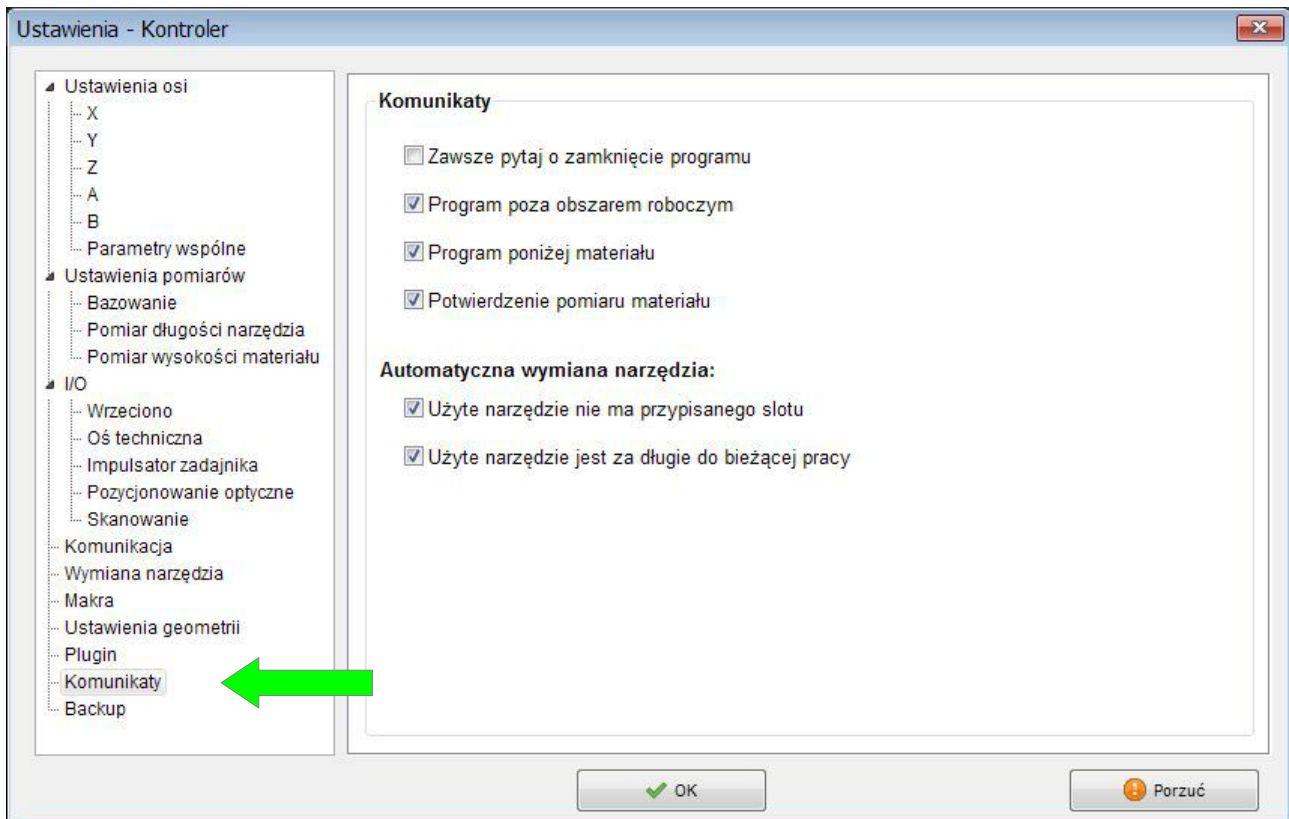 Ustawienia - Kontroler
Ustawienia osi
X
Y
Z
A
B
Parametry wspólne
Ustawienia pomiarów
Bazowanie
Pomiar długości narzędzia
Pomiar wysokości materiału
I/O
Wrzeciono
Oś techniczna
Impulsator zadajnika
Pozycjonowanie optyczne
Skanowanie
Komunikacja
Wymiana narzędzia
Makra
Ustawienia geometrii
Plugin
Komunikaty
Backup
Komunikaty
Zawsze pytaj o zamknięcie programu
Program poza obszarem roboczym
Program poniżej materiału
Potwierdzenie pomiaru materiału
Automatyczna wymiana narzędzia:
Użyte narzędzie nie ma przypisanego slotu
Użyte narzędzie jest za długie do bieżącej pracy
OK
Porzuć